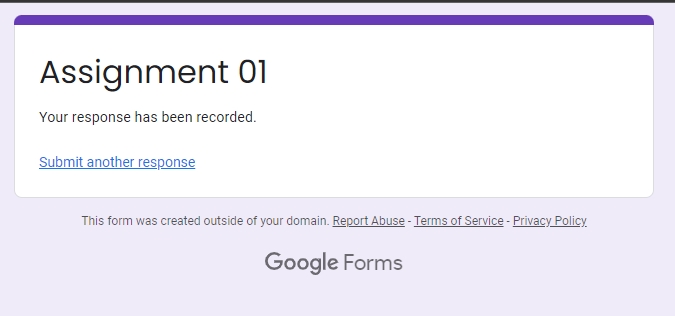 Assignment 01
Your response has been recorded.
Submit another response
This form was created outside of your domain. Report Abuse - Terms of Service - Privacy Policy
Google Forms